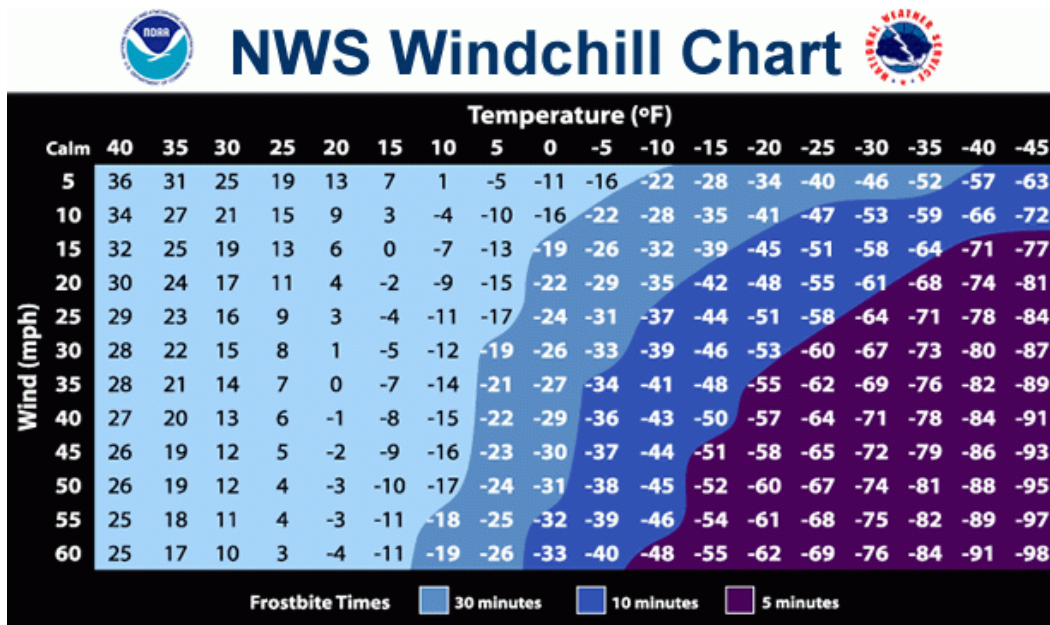 NOAA
NWS Windchill Chart
NATIONAL WEATHER SERVICE
Temperature (ºF)
Calm 40 35 30 25 20 15 10 5 0 -5 -10 -15 -20 -25 -30 -35 -40 -45
5 36 31 25 19 13 7 1 -5 -11 -16 -22 -28 -34 -40 -46 -52 -57 -63
10 34 27 21 15 9 3 -4 -10 -16 -22 -28 -35 -41 -47 -53 -59 -66 -72
15 32 25 19 13 6 0 -7 -13 -19 -26 -32 -39 -45 -51 -58 -64 -71 -77
20 30 24 17 11 4 -2 -9 -15 -22 -29 -35 -42 -48 -55 -61 -68 -74 -81
Wind (mph)
25 29 23 16 9 3 -4 -11 -17 -24 -31 -37 -44 -51 -58 -64 -71 -78 -84
30 28 22 15 8 1 -5 -12 -19 -26 -33 -39 -46 -53 -60 -67 -73 -80 -87
35 28 21 14 7 0 -7 -14 -21 -27 -34 -41 -48 -55 -62 -69 -76 -82 -89
40 27 20 13 6 -1 -8 -15 -22 -29 -36 -43 -50 -57 -64 -71 -78 -84 -91
45 26 19 12 5 -2 -9 -16 -23 -30 -37 -44 -51 -58 -65 -72 -79 -86 -93
50 26 19 12 4 -3 -10 -17 -24 -31 -38 -45 -52 -60 -67 -74 -81 -88 -95
55 25 18 11 4 -3 -11 -18 -25 -32 -39 -46 -54 -61 -68 -75 -82 -89 -97
60 25 17 10 3 -4 -11 -19 -26 -33 -40 -48 -55 -62 -69 -76 -84 -91 -98
Frostbite Times 30 minutes 10 minutes 5 minutes